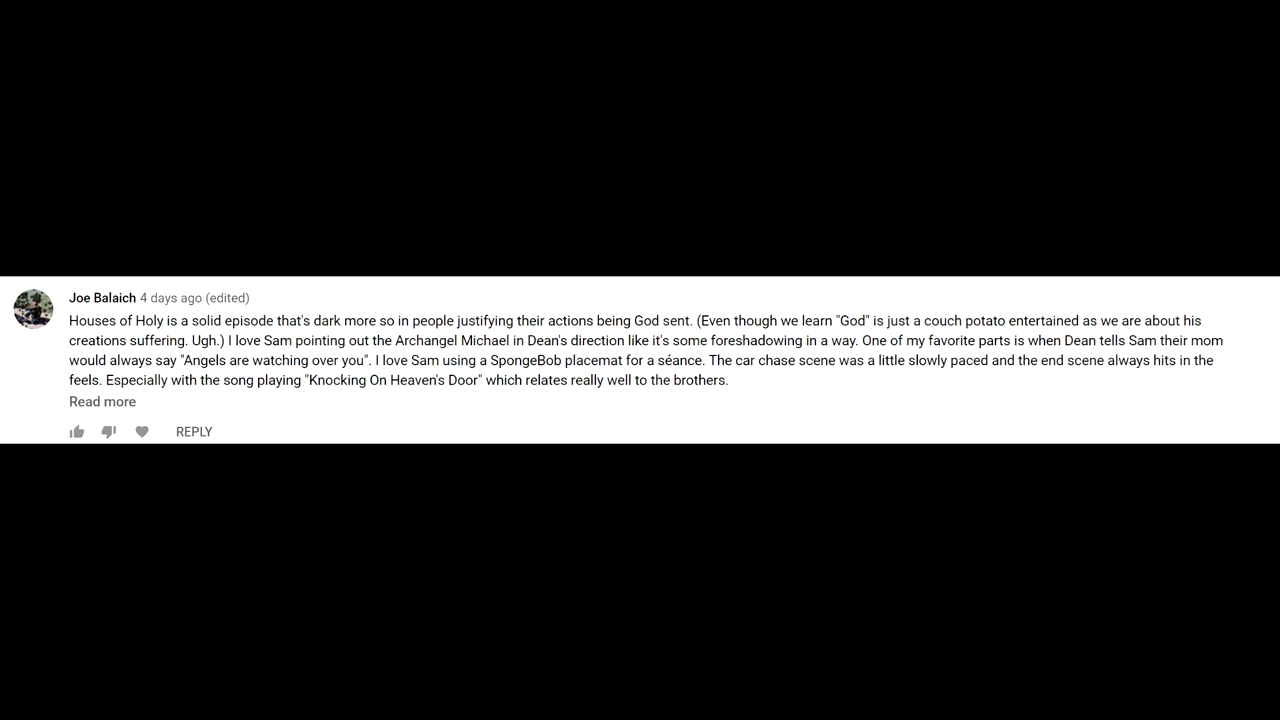 Joe Balaich 4 days ago (edited)
Houses of Holy is a solid episode that's dark more so in people justifying their actions being God sent. (Even though we learn "God" is just a couch potato entertained as we are about his
creations suffering. Ugh.) I love Sam pointing out the Archangel Michael in Dean's direction like it's some foreshadowing in a way. One of my favorite parts is when Dean tells Sam their mom
would always say "Angels are watching over you". I love Sam using a SpongeBob placemat for a séance. The car chase scene was a little slowly paced and the end scene always hits in the
feels. Especially with the song playing "Knocking On Heaven's Door" which relates really well to the brothers.
Read more
REPLY